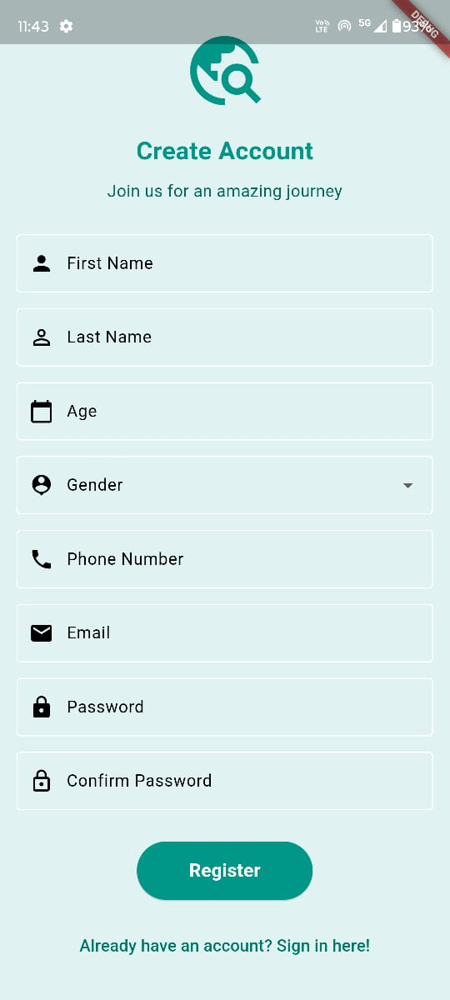 11:43
Vo))
LTE
5G
93%
DEBUG
Create Account
Join us for an amazing journey
First Name
Last Name
Age
Gender
Phone Number
Email
Password
Confirm Password
Register
Already have an account? Sign in here!